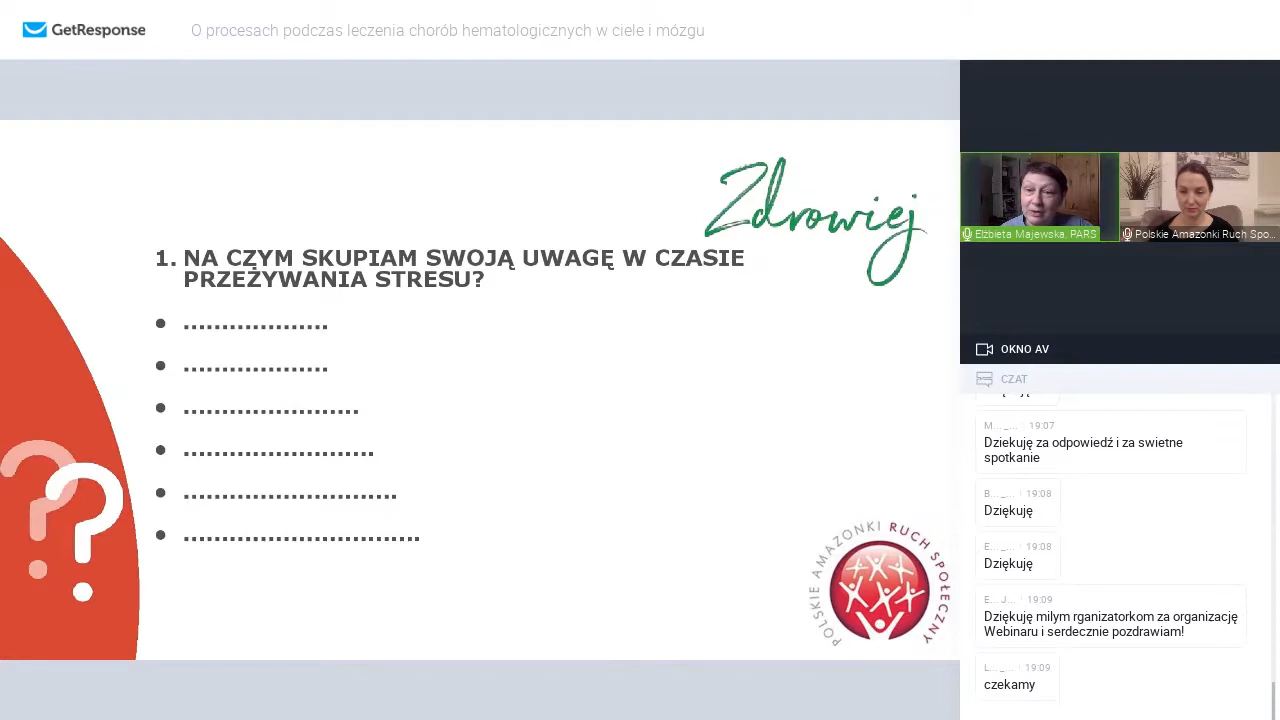 GetResponse
O procesach podczas leczenia chorób hematologicznych w ciele i mózgu
Zdrowiej
1. NA CZYM SKUPIAM SWOJĄ UWAGĘ W CZASIE
PRZEŻYWANIA STRESU?
• ...................
• ...................
• .......................
• .........................
• ............................
• ...............................
POLSKIE AMAZONKI RUCH SPOŁECZNY
Elżbieta Majewska, PARS
Polskie Amazonki Ruch Spo...
OKNO AV
CZAT
M... _... 19:07
Dziekuję za odpowiedź i za swietne
spotkanie
B... _... 19:08
Dziękuję
E... _... 19:08
Dziękuję
E... J... 19:09
Dziękuję milym rganizatorkom za organizację
Webinaru i serdecznie pozdrawiam!
L... _... 19:09
czekamy